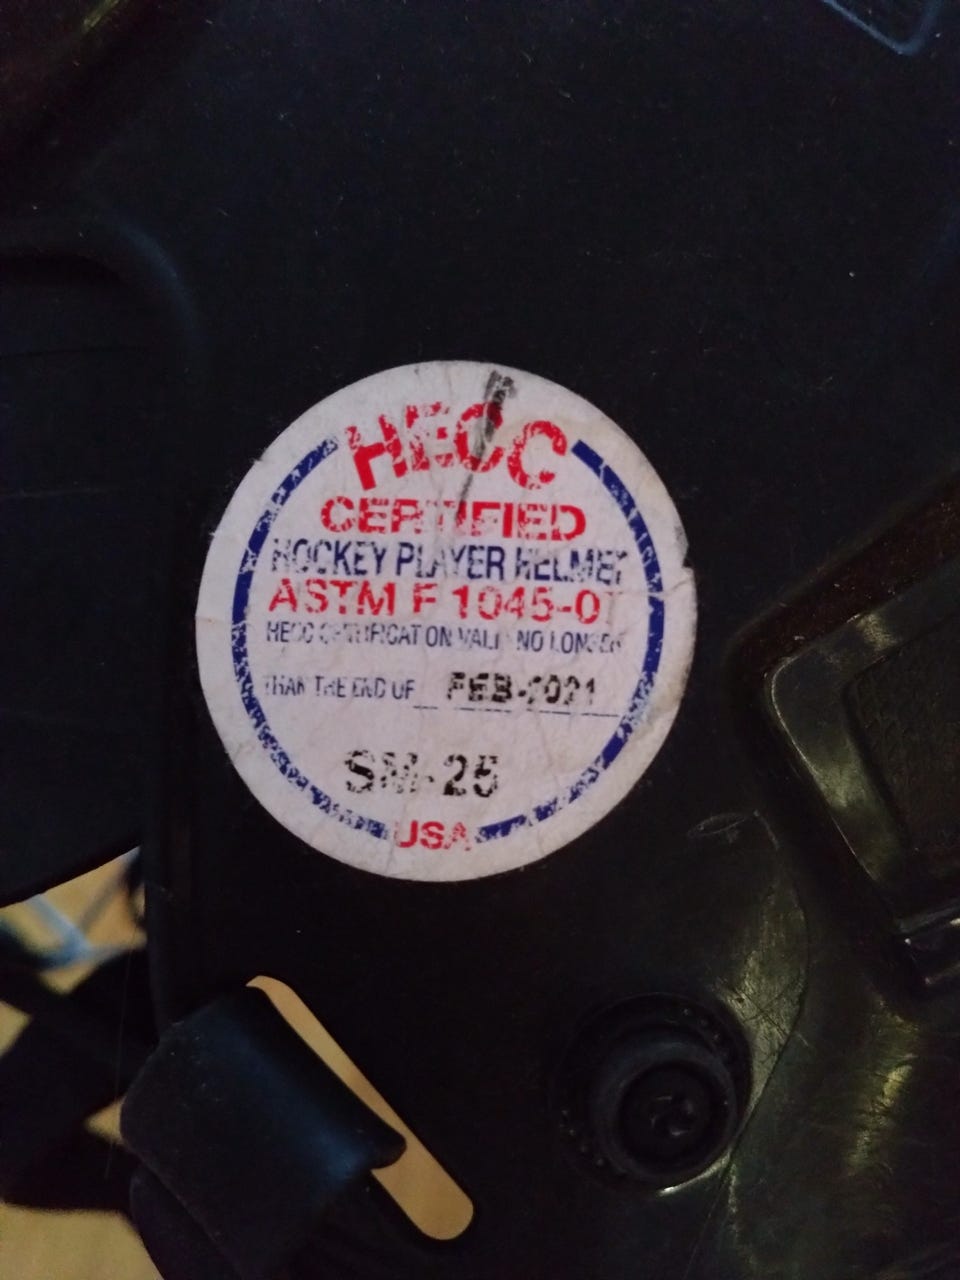 HECC
CERTIFIED
HOCKEY PLAYER HELMET
ASTM F 1045-07
HECC CERTIFICATION VALID NO LONGER
THAN THE END OF FEB-2021
SM-25
USA